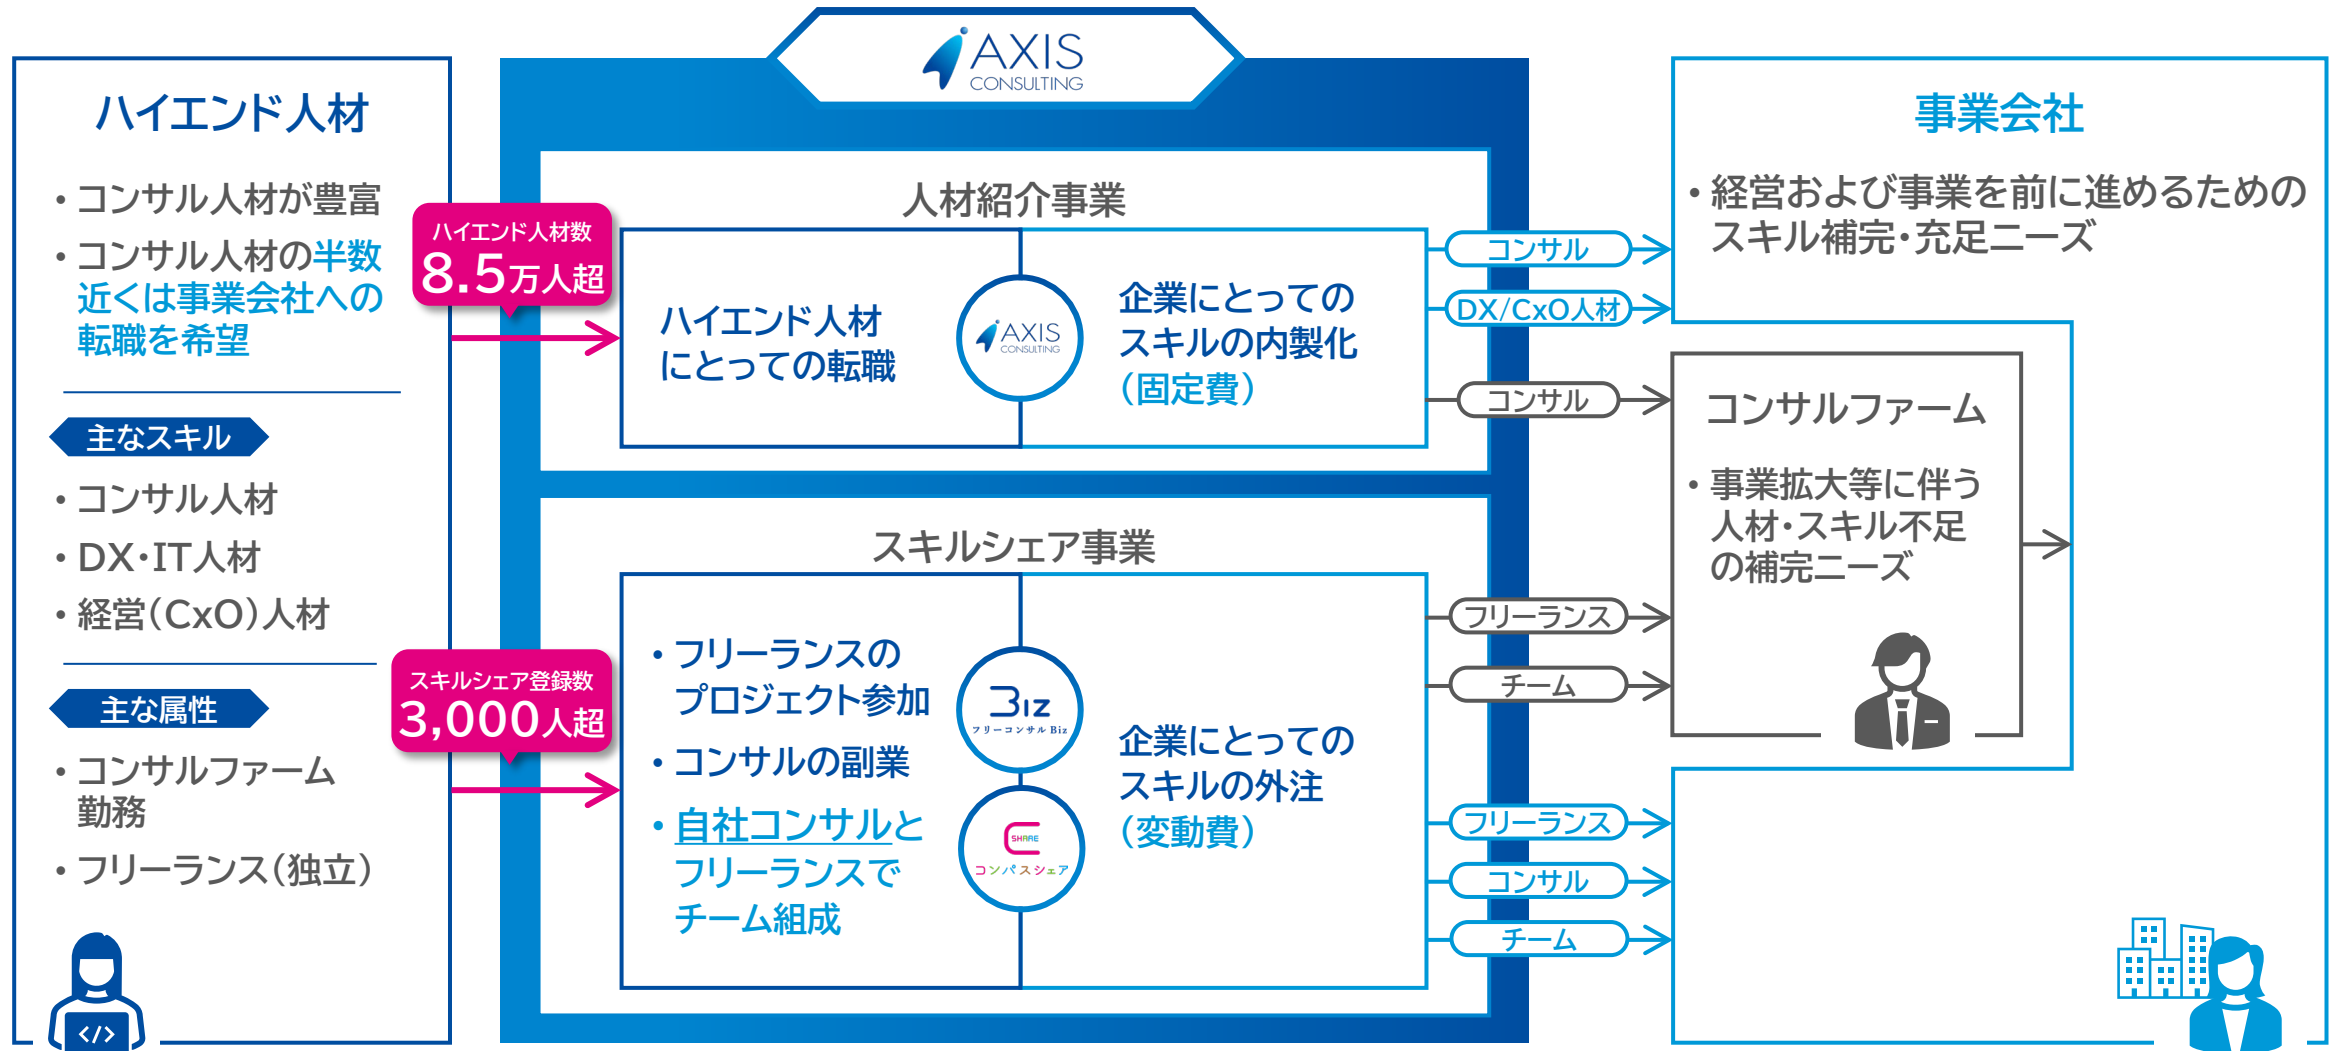 AXIS
CONSULTING
ハイエンド人材
・コンサル人材が豊富
・コンサル人材の半数
近くは事業会社への
転職を希望
主なスキル
・コンサル人材
・DX・IT人材
・経営（CxO）人材
主な属性
・コンサルファーム
勤務
・フリーランス（独立）
</>
ハイエンド人材数
8.5万人超
スキルシェア登録数
3,000人超
人材紹介事業
ハイエンド人材
にとっての転職
AXIS
CONSULTING
企業にとっての
スキルの内製化
（固定費）
スキルシェア事業
・フリーランスの
プロジェクト参加
・コンサルの副業
・自社コンサルと
フリーランスで
チーム組成
Biz
フリーコンサルBiz
SHARE
コンパスシェア
企業にとっての
スキルの外注
（変動費）
コンサル
DX/CxO人材
コンサル
フリーランス
チーム
フリーランス
コンサル
チーム
事業会社
・経営および事業を前に進めるための
スキル補完・充足ニーズ
コンサルファーム
・事業拡大等に伴う
人材・スキル不足
の補完ニーズ